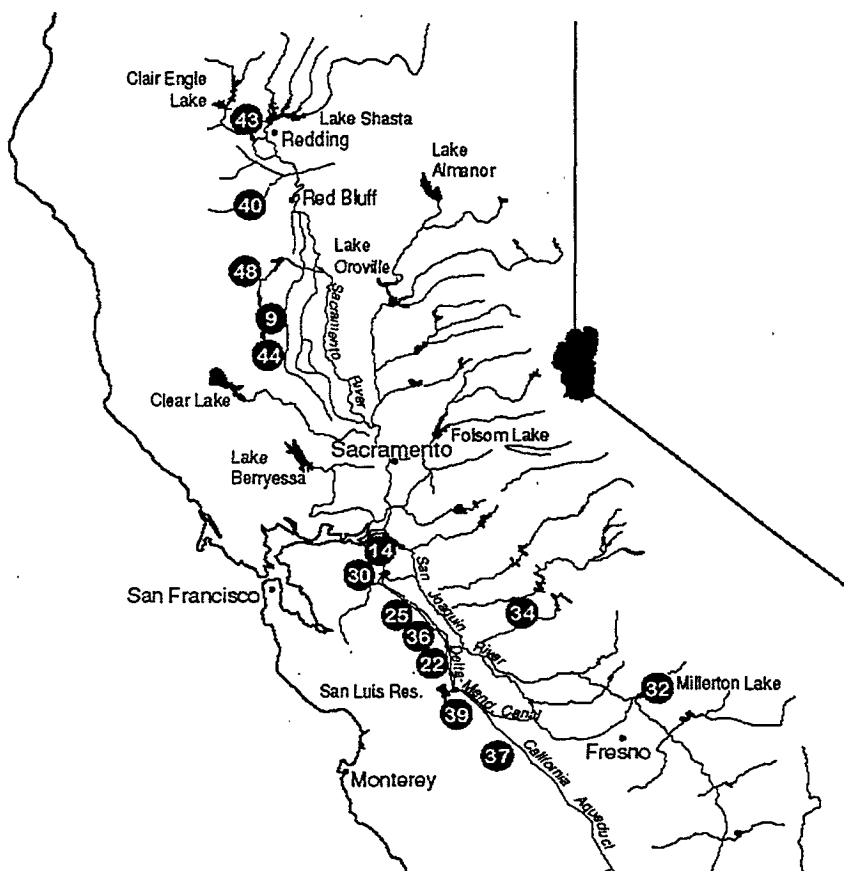 Clair Engle
Lake
43
Lake Shasta
Redding
Lake
Almanor
40
Red Bluff
48
Lake
Oroville
9
Sacramento
River
44
Clear Lake
Folsom Lake
Sacramento
Lake
Berryessa
14
30
San Francisco
San Joaquin
River
25
34
36
22
Delta-Mend. Canal
32
Millerton Lake
San Luis Res.
39
37
Fresno
California
Aqueduct
Monterey